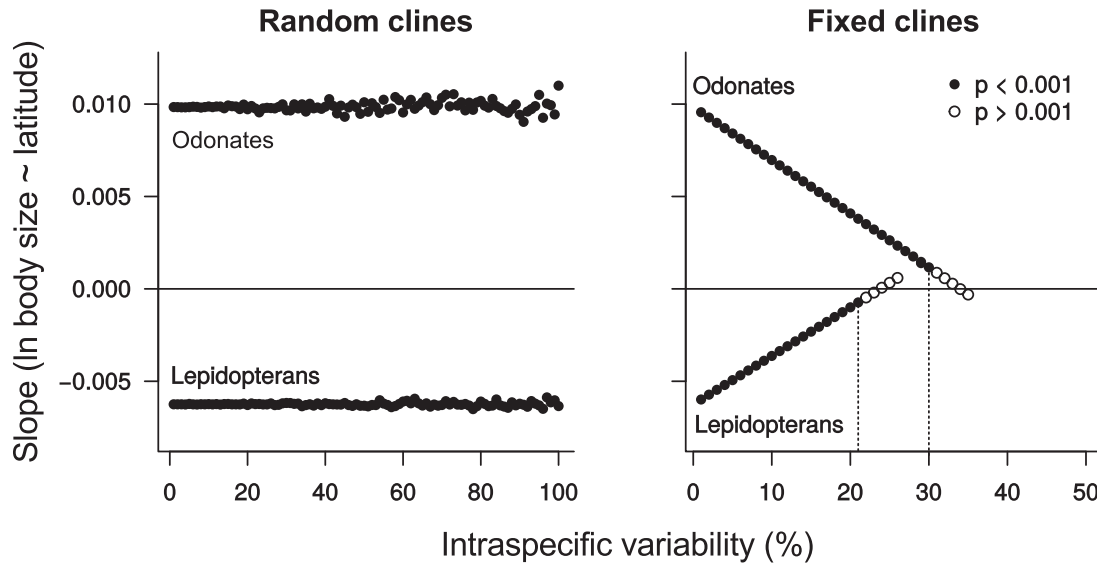 Random clines
Fixed clines
Slope (ln body size ~ latitude)
0.010
0.005
0.000
−0.005
Odonates
Lepidopterans
0 20 40 60 80 100
Odonates
p < 0.001
p > 0.001
Lepidopterans
0 10 20 30 40 50
Intraspecific variability (%)